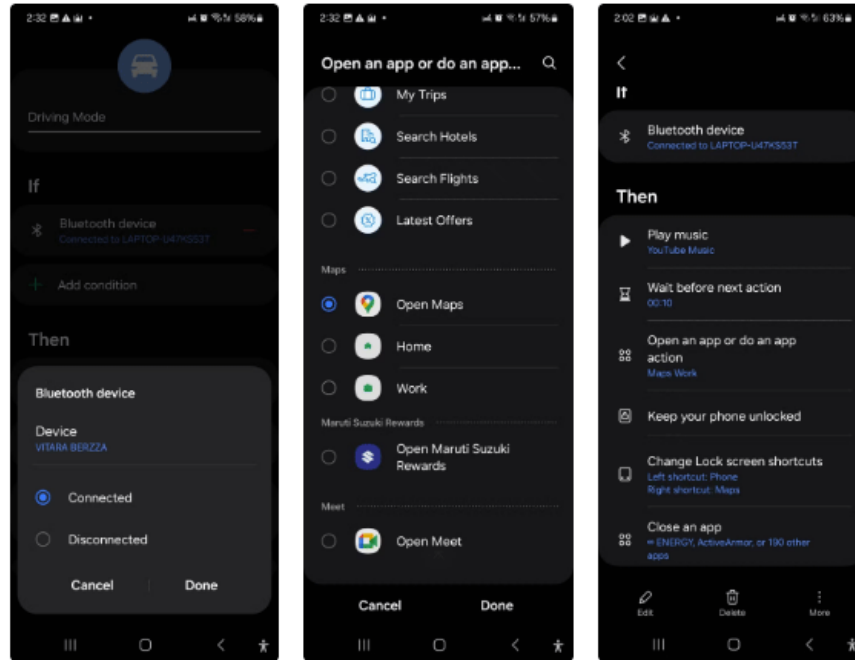 2:32
58%
Driving Mode
If
Bluetooth device
Connected to LAPTOP-U47KSS3T
Add condition
Then
Bluetooth device
Device
VITARA BERZZA
Connected
Disconnected
Cancel Done
2:32
57%
Open an app or do an app...
My Trips
Search Hotels
Search Flights
Latest Offers
Maps
Open Maps
Home
Work
Maruti Suzuki Rewards
Open Maruti Suzuki
Rewards
Meet
Open Meet
Cancel Done
2:02
63%
If
Bluetooth device
Connected to LAPTOP-U47KSS3T
Then
Play music
YouTube Music
Wait before next action
00:10
Open an app or do an app
action
Maps Work
Keep your phone unlocked
Change Lock screen shortcuts
Left shortcut: Phone
Right shortcut: Maps
Close an app
ENERGY, ActiveArmor, or 190 other
apps
Edit Delete More